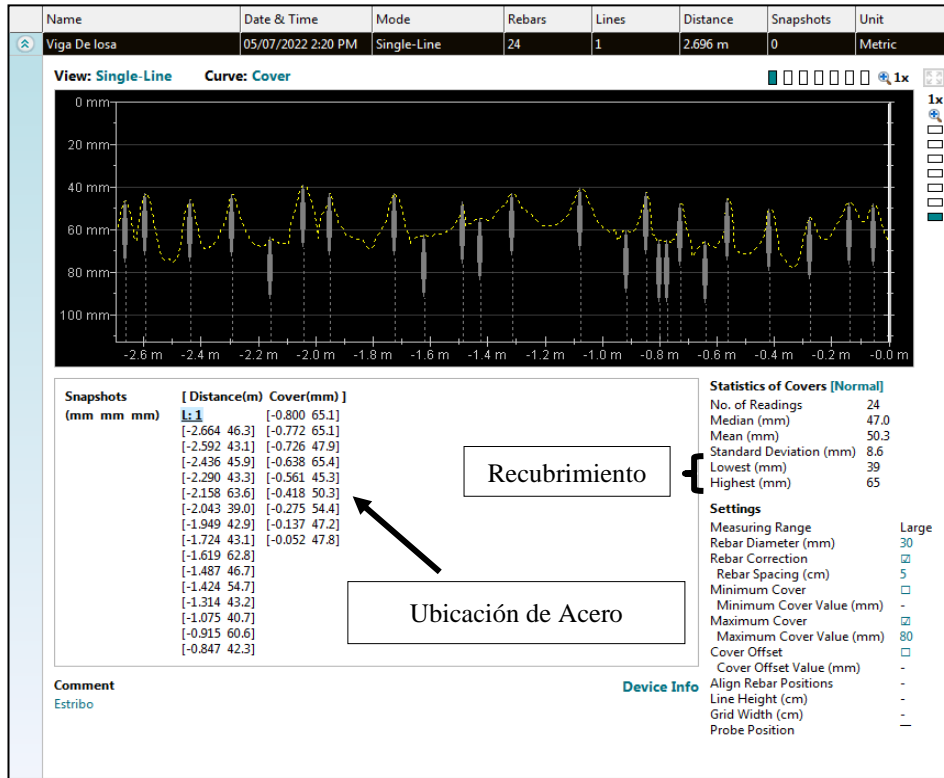 Name Date & Time Mode Rebars Lines Distance Snapshots Unit
Viga De losa 05/07/2022 2:20 PM Single-Line 24 1 2.696 m 0 Metric
View: Single-Line Curve: Cover 1x
1x
0 mm
20 mm
40 mm
60 mm
80 mm
100 mm
-2.6 m -2.4 m -2.2 m -2.0 m -1.8 m -1.6 m -1.4 m -1.2 m -1.0 m -0.8 m -0.6 m -0.4 m -0.2 m -0.0 m
Snapshots [ Distance(m) Cover(mm) ]
(mm mm mm) L: 1 [-0.800 65.1]
[-2.664 46.3] [-0.772 65.1]
[-2.592 43.1] [-0.726 47.9]
[-2.436 45.9] [-0.638 65.4]
[-2.290 43.3] [-0.561 45.3]
[-2.158 63.6] [-0.418 50.3]
[-2.043 39.0] [-0.275 54.4]
[-1.949 42.9] [-0.137 47.2]
[-1.724 43.1] [-0.052 47.8]
[-1.619 62.8]
[-1.487 46.7]
[-1.424 54.7]
[-1.314 43.2]
[-1.075 40.7]
[-0.915 60.6]
[-0.847 42.3]
Recubrimiento
Ubicación de Acero
Statistics of Covers [Normal]
No. of Readings 24
Median (mm) 47.0
Mean (mm) 50.3
Standard Deviation (mm) 8.6
Lowest (mm) 39
Highest (mm) 65
Settings
Measuring Range Large
Rebar Diameter (mm) 30
Rebar Correction ☑
Rebar Spacing (cm) 5
Minimum Cover ☐
Minimum Cover Value (mm) -
Maximum Cover ☑
Maximum Cover Value (mm) 80
Cover Offset ☐
Cover Offset Value (mm) -
Align Rebar Positions -
Line Height (cm) -
Grid Width (cm) -
Probe Position
Comment Device Info
Estribo